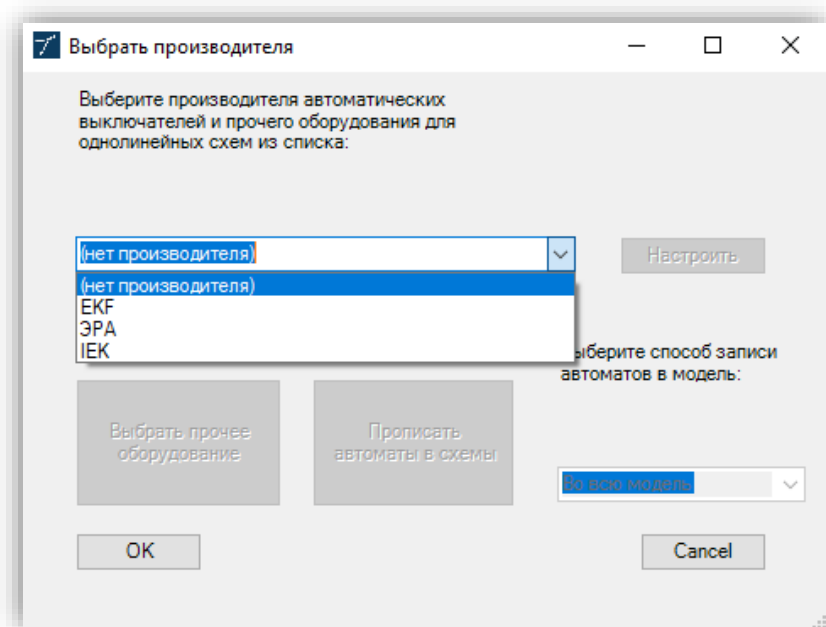 Выбрать производителя
Выберите производителя автоматических
выключателей и прочего оборудования для
однолинейных схем из списка:
(нет производителя)
Настроить
(нет производителя)
EKF
ЭРА
IEK
ыберите способ записи
автоматов в модель:
Выбрать прочее
оборудование
Прописать
автоматы в схемы
Во всю модель
OK
Cancel